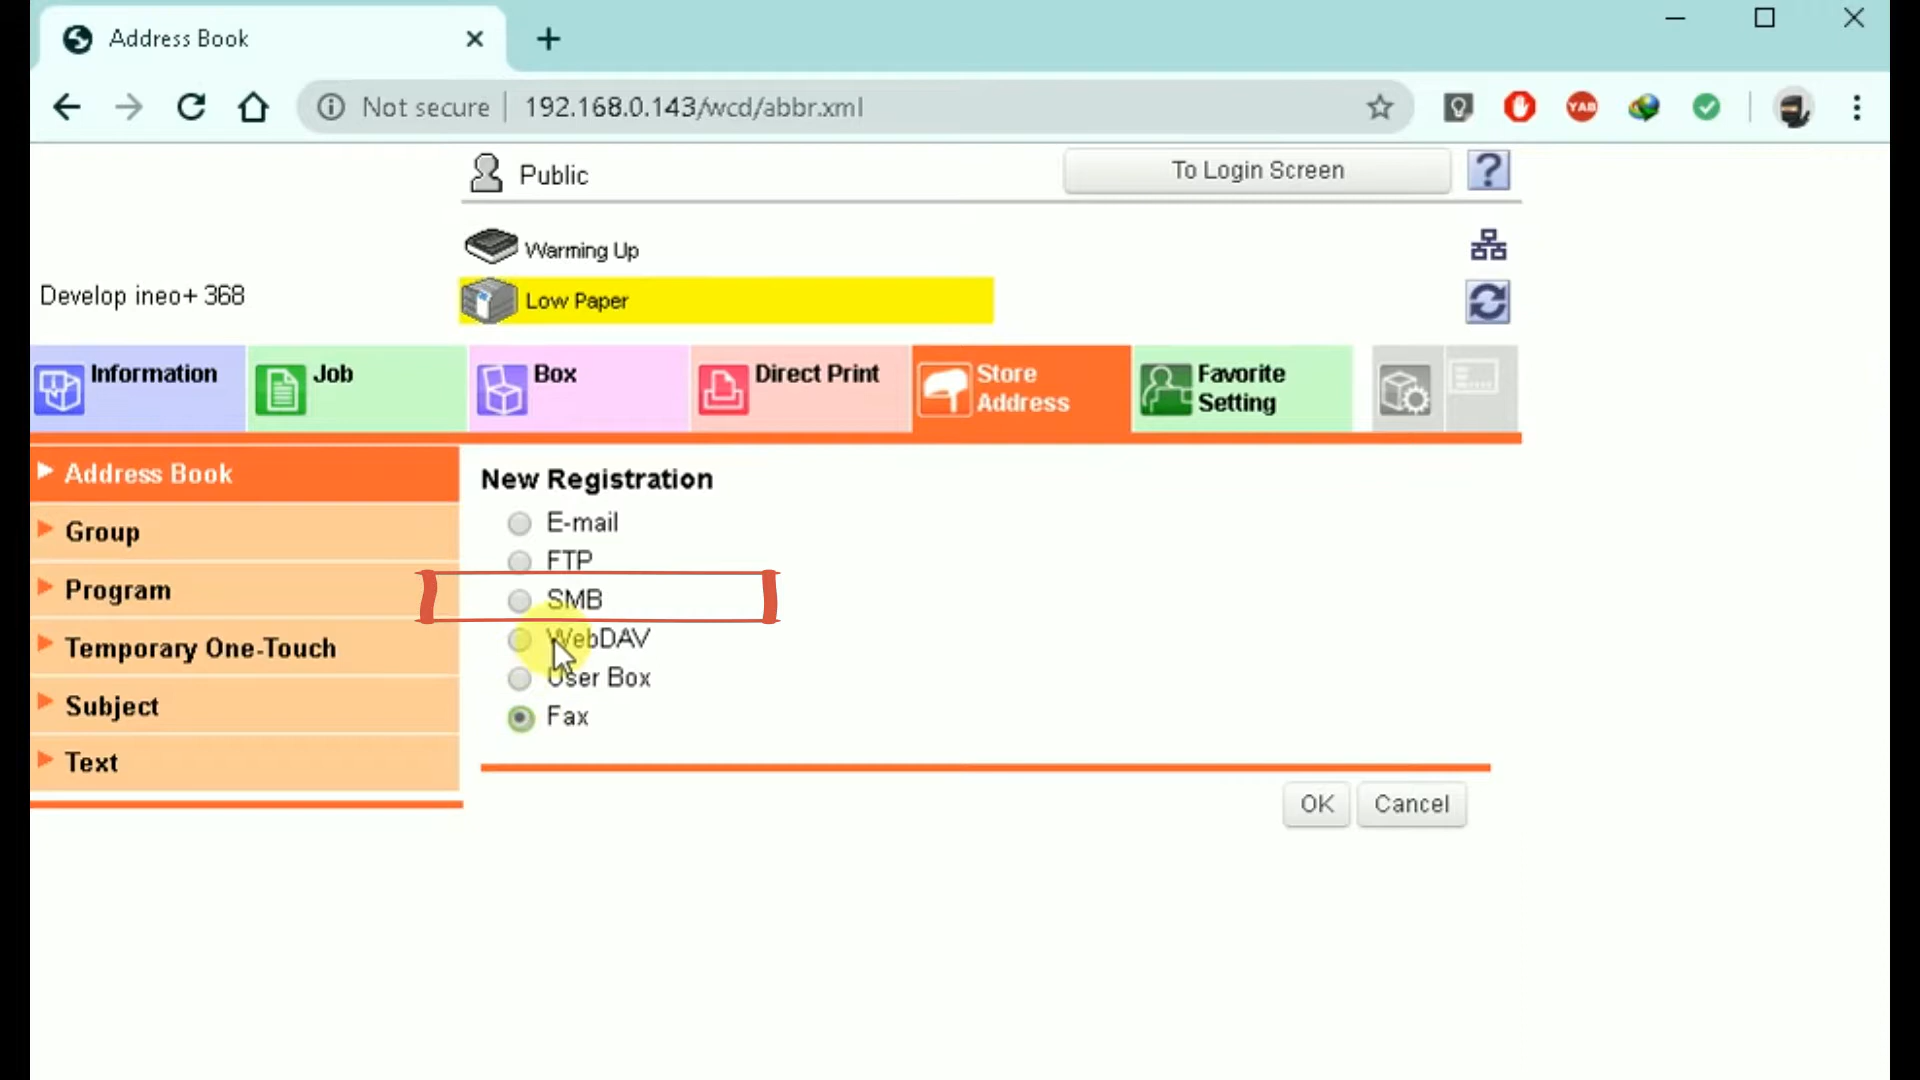 Address Book
Not secure
192.168.0.143/wcd/abbr.xml
YAB
Public
To Login Screen
?
Warming Up
Low Paper
Develop ineo+ 368
Information
Job
Box
Direct Print
Store
Address
Favorite
Setting
Address Book
Group
Program
Temporary One-Touch
Subject
Text
New Registration
E-mail
FTP
SMB
WebDAV
User Box
Fax
OK
Cancel